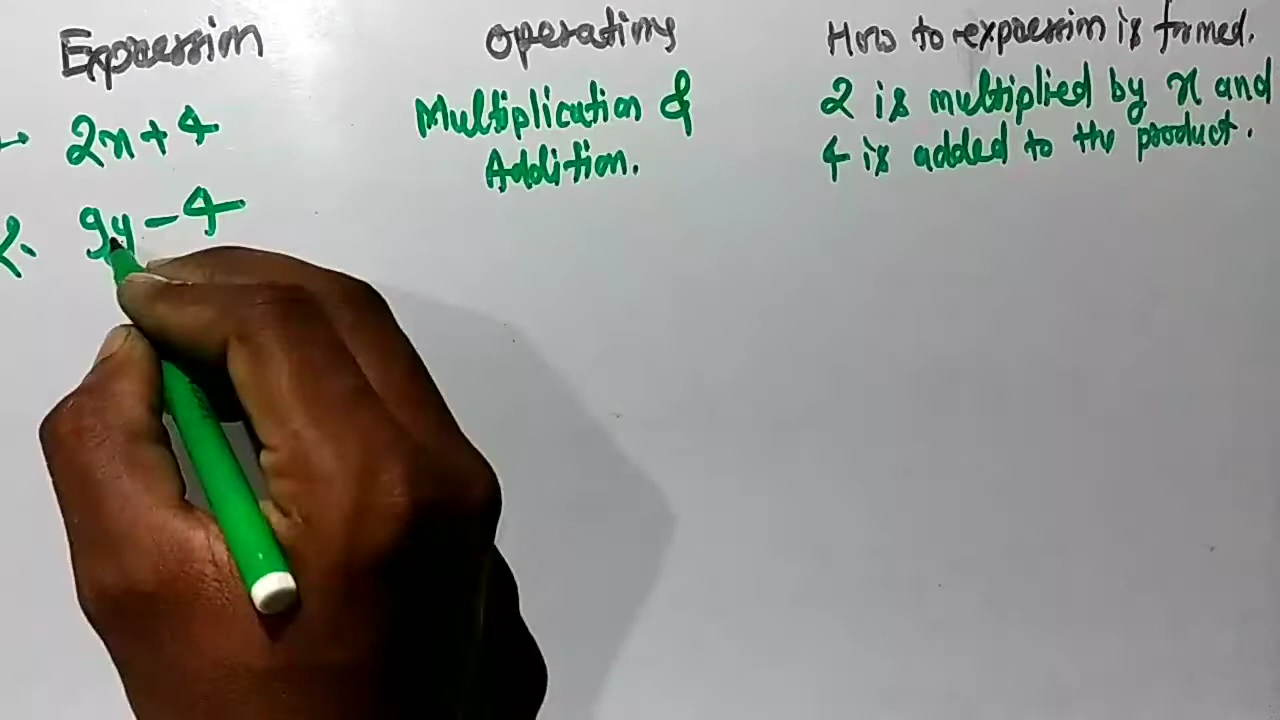 Expression Operations How to expression is formed.
→ 2x + 4 Multiplication & 2 is multiplied by x and
Addition. 4 is added to the product.
2. 9y - 4